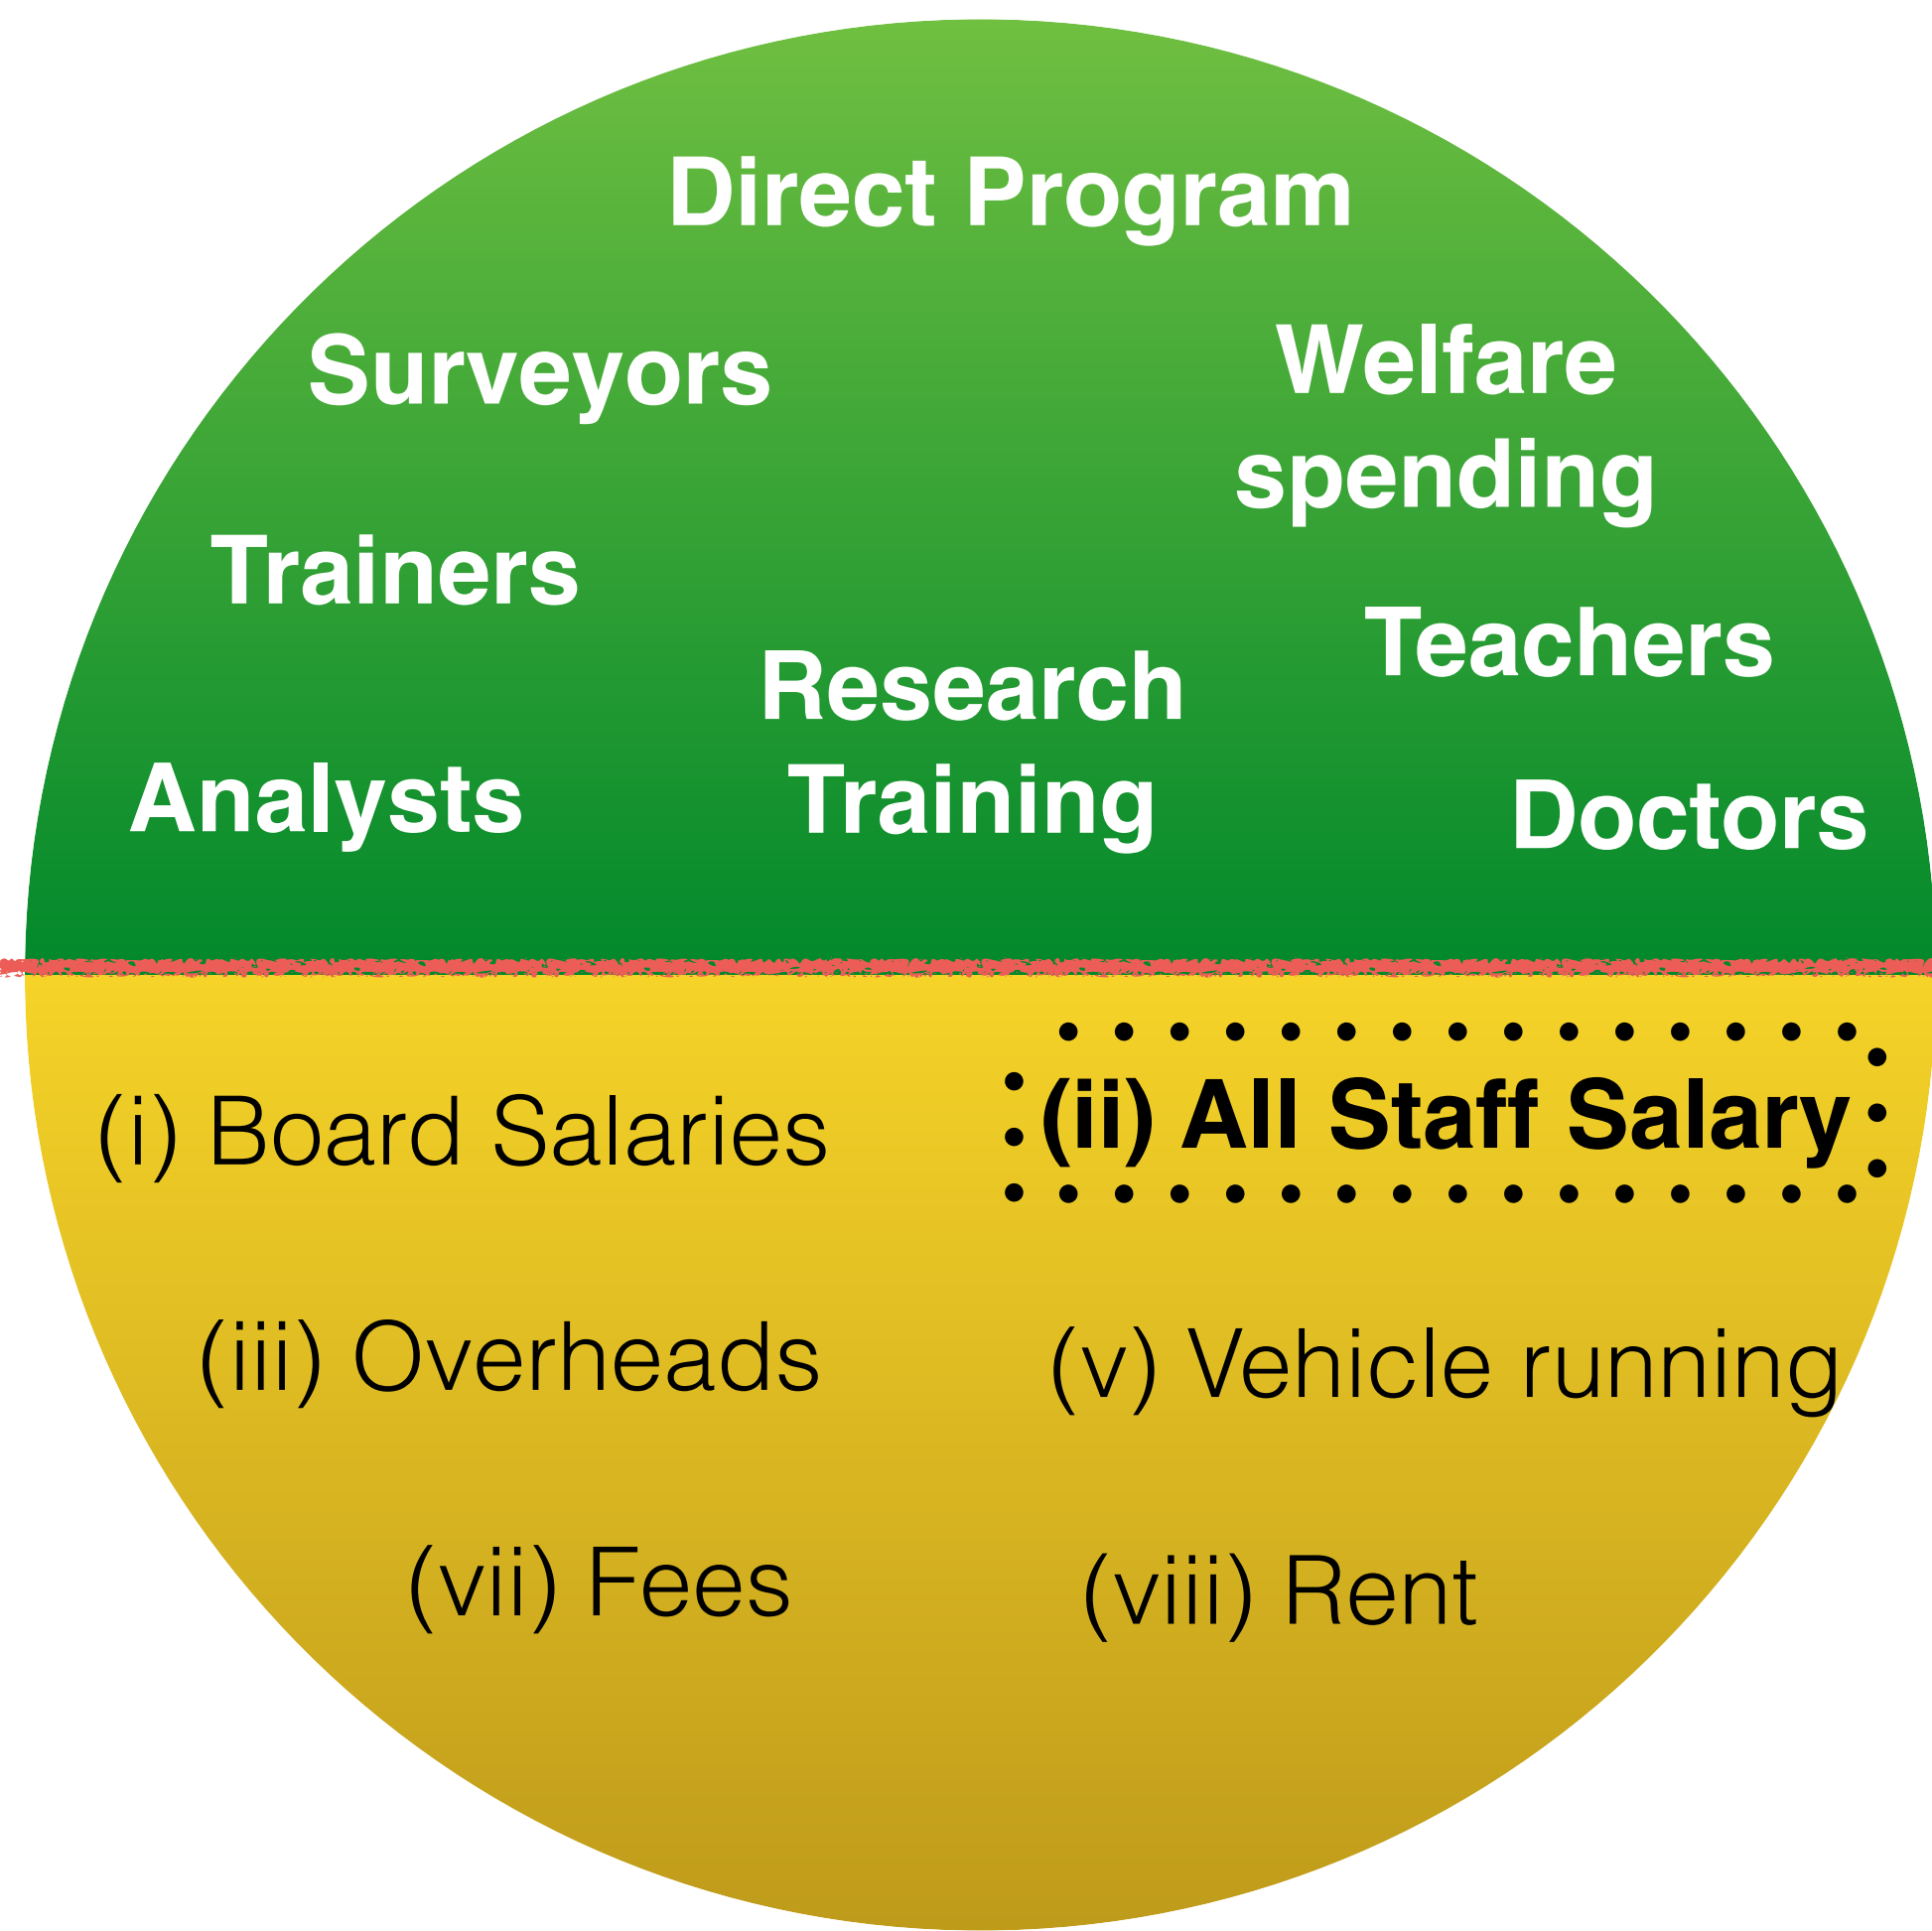 Direct Program
Surveyors
Welfare
spending
Trainers
Teachers
Research
Training
Analysts
Doctors
(i) Board Salaries
(ii) All Staff Salary
(iii) Overheads
(v) Vehicle running
(vii) Fees
(viii) Rent